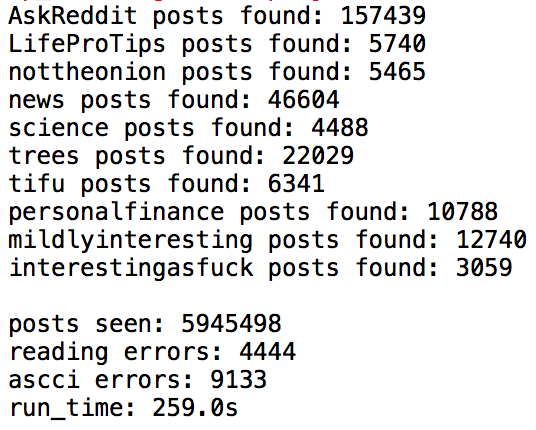 AskReddit posts found: 157439
LifeProTips posts found: 5740
nottheonion posts found: 5465
news posts found: 46604
science posts found: 4488
trees posts found: 22029
tifu posts found: 6341
personalfinance posts found: 10788
mildlyinteresting posts found: 12740
interestingasfuck posts found: 3059
posts seen: 5945498
reading errors: 4444
ascci errors: 9133
run_time: 259.0s